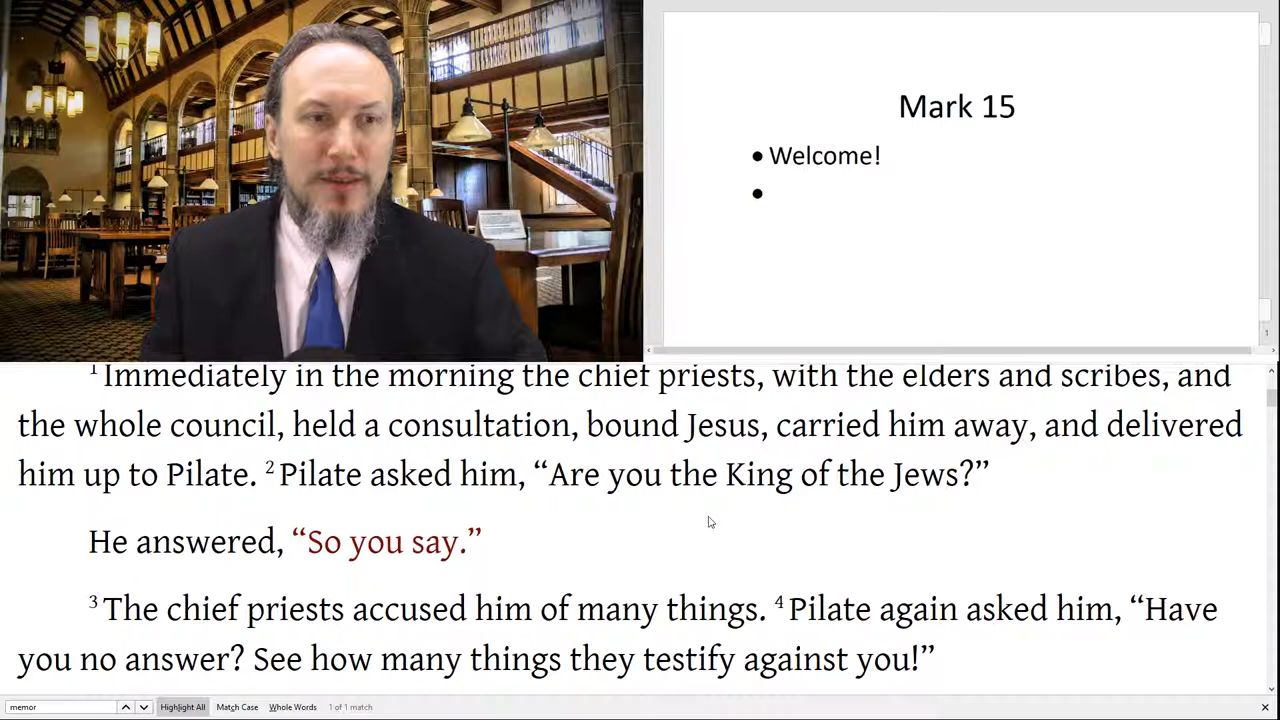 Mark 15
• Welcome!
•
1
1 Immediately in the morning the chief priests, with the elders and scribes, and
the whole council, held a consultation, bound Jesus, carried him away, and delivered
him up to Pilate. 2 Pilate asked him, “Are you the King of the Jews?”
He answered, “So you say.”
3 The chief priests accused him of many things. 4 Pilate again asked him, “Have
you no answer? See how many things they testify against you!”
memor Highlight All Match Case Whole Words 1 of 1 match